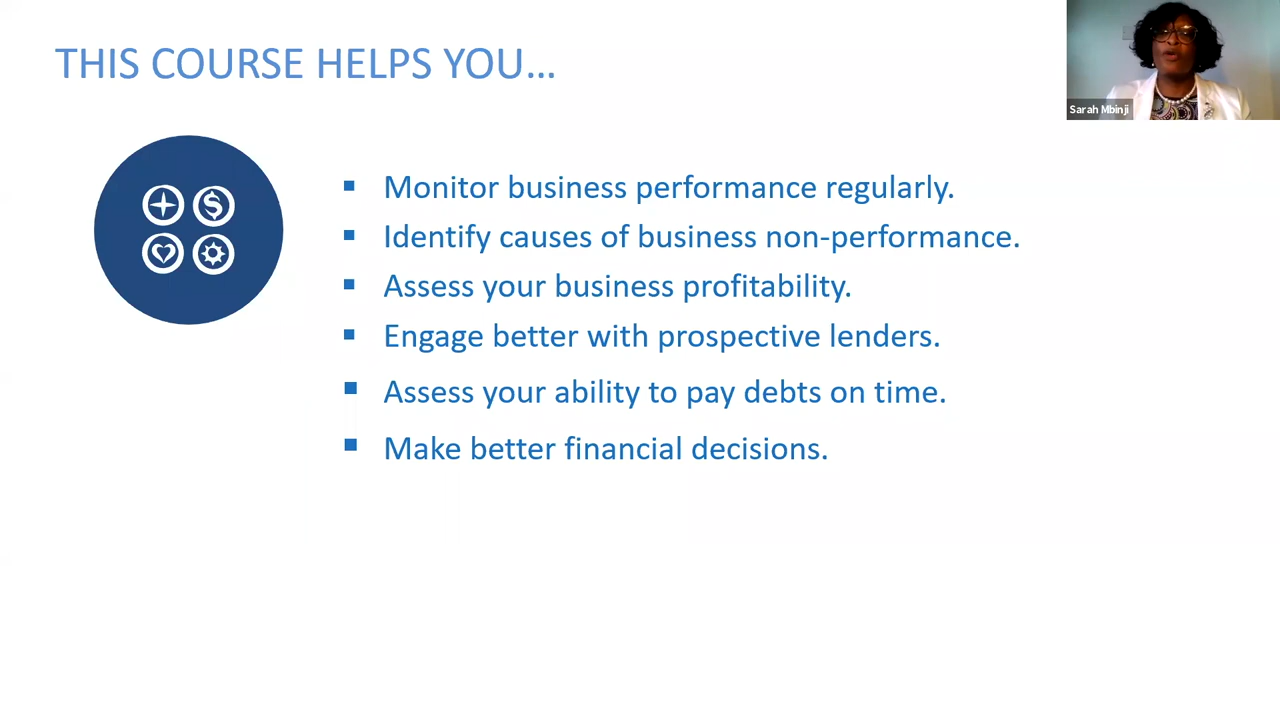 THIS COURSE HELPS YOU...
Sarah Mbinji
Monitor business performance regularly.
Identify causes of business non-performance.
Assess your business profitability.
Engage better with prospective lenders.
Assess your ability to pay debts on time.
Make better financial decisions.